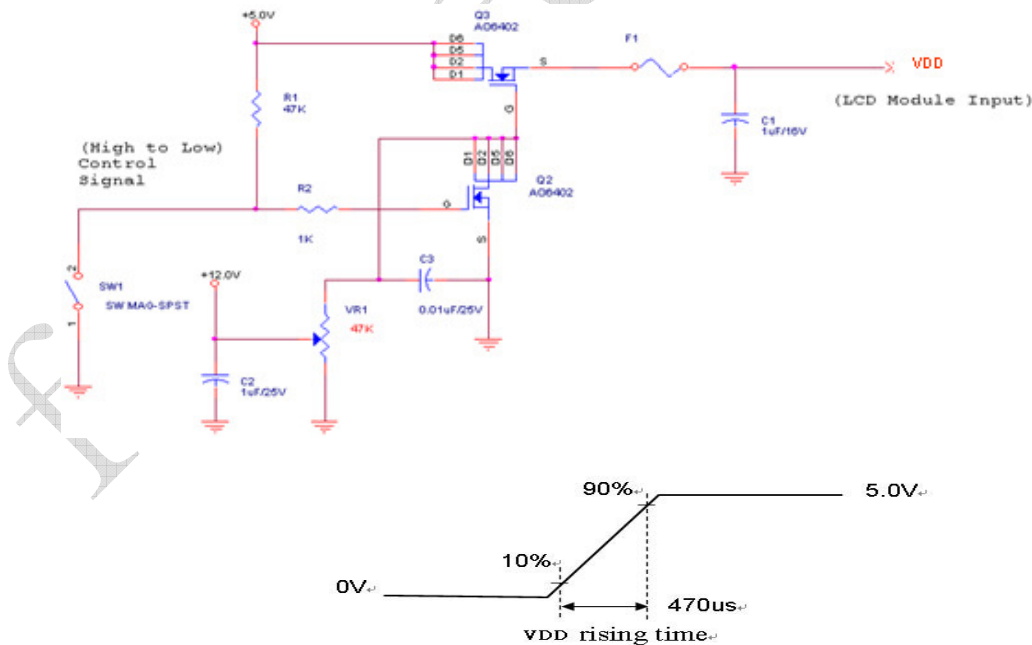 +5.0V
Q3
AO6402
D6
D5
D2
D1
S
G
F1
VDD
(LCD Module Input)
R1
47K
C1
1uF/16V
(High to Low)
Control
Signal
D1
D2
D5
D6
Q2
AO6402
R2
G
1K
S
2
SW1
SW MAG-SPST
1
+12.0V
C3
0.01uF/25V
VR1
47K
C2
1uF/25V
90%
5.0V
10%
0V
470us
VDD rising time